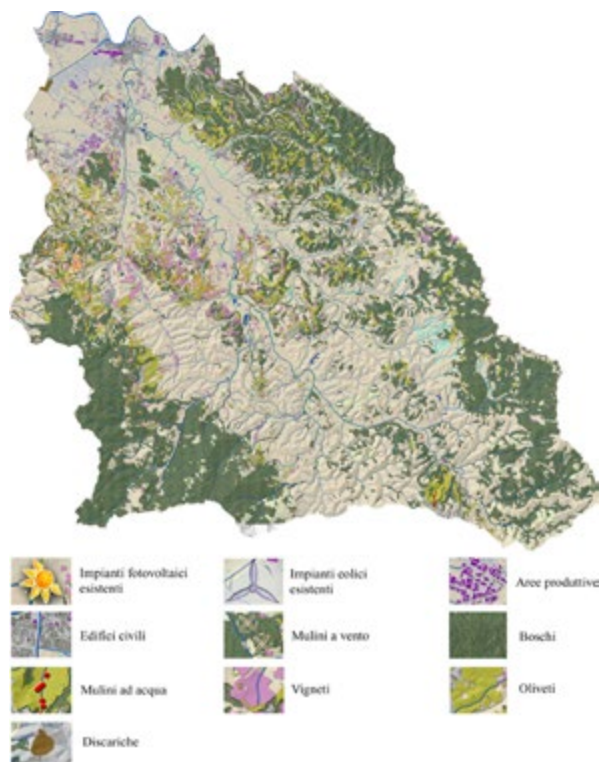 Impianti fotovoltaici
esistenti
Impianti eolici
esistenti
Aree produttive
Edifici civili
Mulini a vento
Boschi
Mulini ad acqua
Vigneti
Oliveti
Discariche